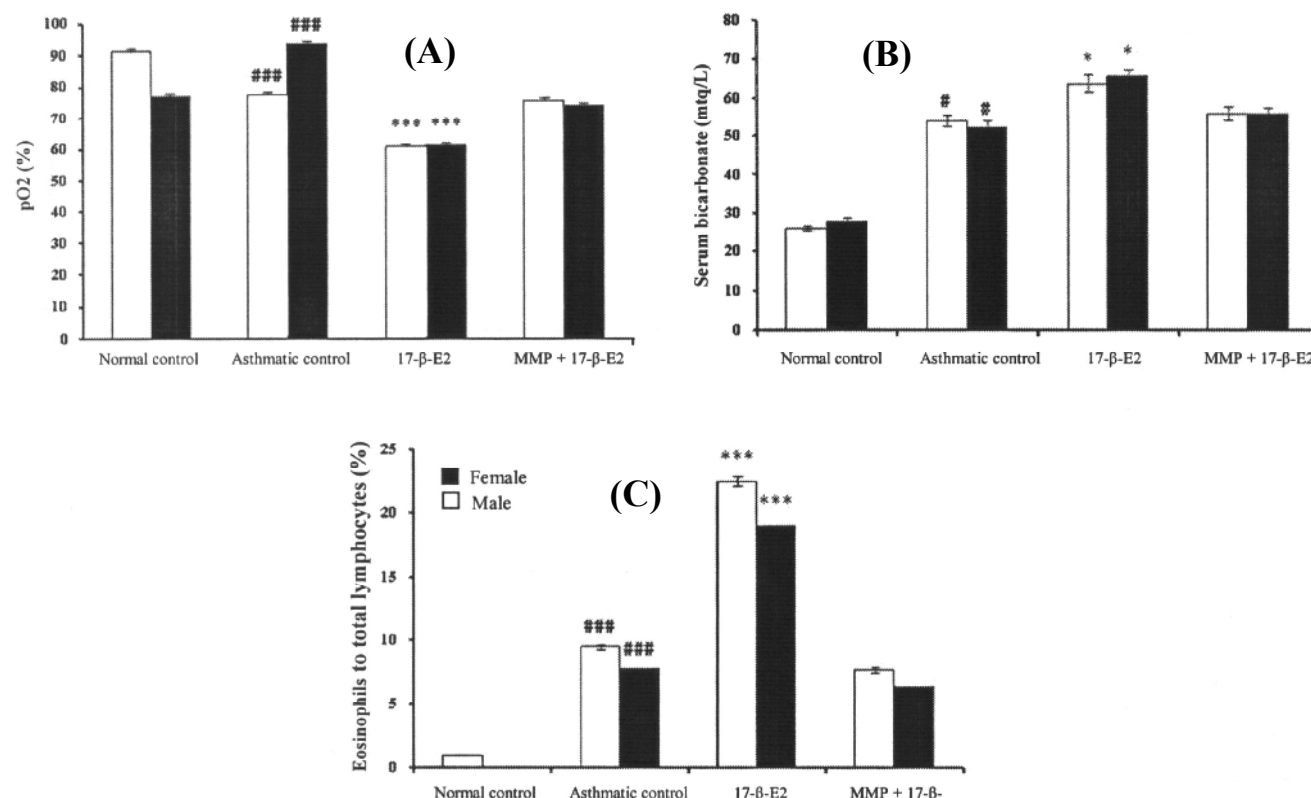 (A)
pO2 (%)
100
90
80
70
60
50
40
30
20
10
0
###
###
***
***
Normal control
Asthmatic control
17-β-E2
MMP + 17-β-E2
(B)
Serum bicarbonate (mtq/L)
80
70
60
50
40
30
20
10
0
#
#
*
*
Normal control
Asthmatic control
17-β-E2
MMP + 17-β-E2
(C)
Eosinophils to total lymphocytes (%)
25
20
15
10
5
0
Female
Male
###
###
***
***
Normal control
Asthmatic control
17-β-E2
MMP + 17-β-